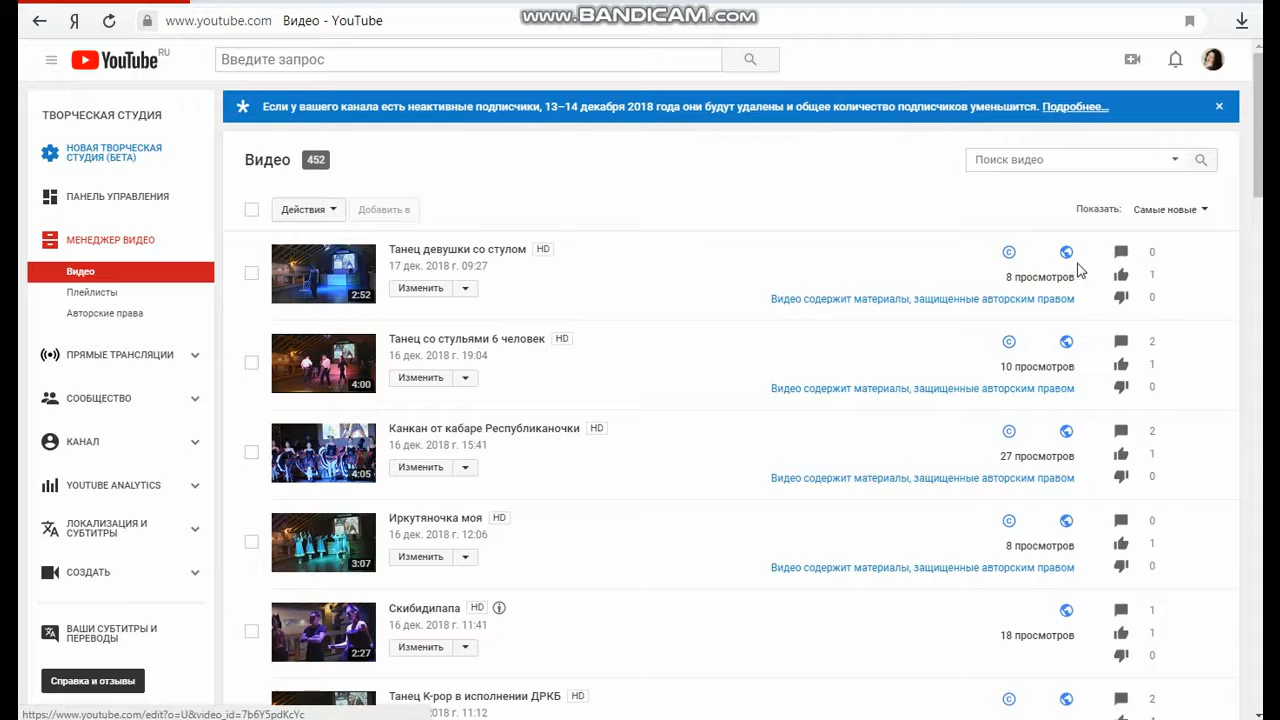 www.youtube.com Видео - YouTube
www.BANDICAM.com
YouTube RU
Введите запрос
ТВОРЧЕСКАЯ СТУДИЯ
НОВАЯ ТВОРЧЕСКАЯ
СТУДИЯ (БЕТА)
ПАНЕЛЬ УПРАВЛЕНИЯ
МЕНЕДЖЕР ВИДЕО
Видео
Плейлисты
Авторские права
ПРЯМЫЕ ТРАНСЛЯЦИИ
СООБЩЕСТВО
КАНАЛ
YOUTUBE ANALYTICS
ЛОКАЛИЗАЦИЯ И
СУБТИТРЫ
СОЗДАТЬ
ВАШИ СУБТИТРЫ И
ПЕРЕВОДЫ
Справка и отзывы
Если у вашего канала есть неактивные подписчики, 13–14 декабря 2018 года они будут удалены и общее количество подписчиков уменьшится. Подробнее...
Видео 452
Поиск видео
Действия Добавить в
Показать: Самые новые
Танец девушки со стулом HD
17 дек. 2018 г. 09:27
Изменить
2:52
8 просмотров
Видео содержит материалы, защищенные авторским правом
0
1
0
Танец со стульями 6 человек HD
16 дек. 2018 г. 19:04
Изменить
4:00
10 просмотров
Видео содержит материалы, защищенные авторским правом
2
1
0
Канкан от кабаре Республиканочки HD
16 дек. 2018 г. 15:41
Изменить
4:05
27 просмотров
Видео содержит материалы, защищенные авторским правом
2
1
0
Иркутяночка моя HD
16 дек. 2018 г. 12:06
Изменить
3:07
8 просмотров
Видео содержит материалы, защищенные авторским правом
0
1
0
Скибидипапа HD
16 дек. 2018 г. 11:41
Изменить
2:27
18 просмотров
1
1
0
Танец K-pop в исполнении ДРКБ HD
16 дек. 2018 г. 11:12
2
https://www.youtube.com/edit?o=U&video_id=7b6Y5pdKcYc